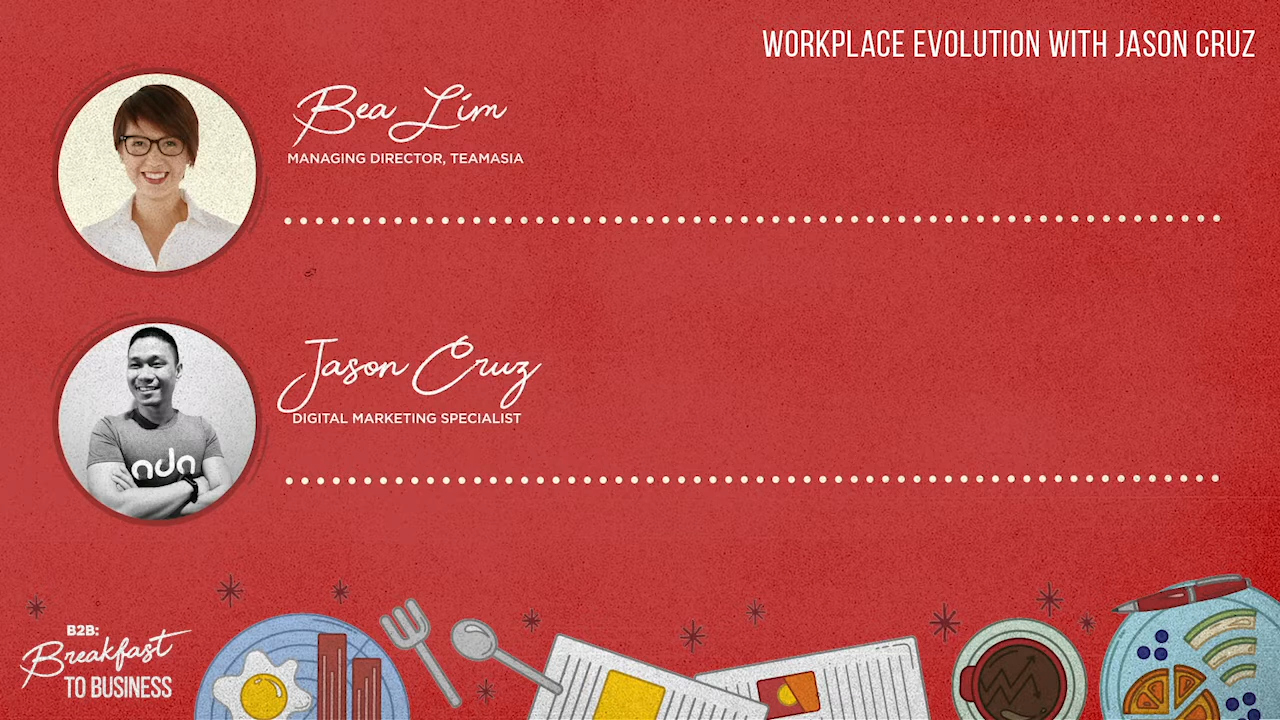 WORKPLACE EVOLUTION WITH JASON CRUZ
Bea Lim
MANAGING DIRECTOR, TEAMASIA
Jason Cruz
DIGITAL MARKETING SPECIALIST
B2B:
Breakfast
TO BUSINESS